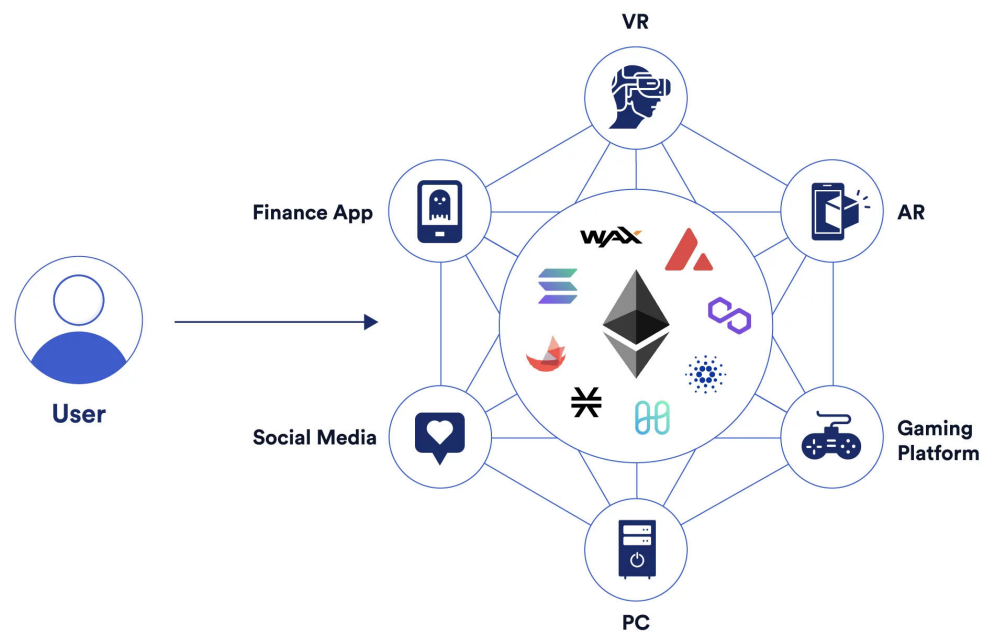 VR
WAX
Finance App
AR
User
Social Media
Gaming
Platform
PC